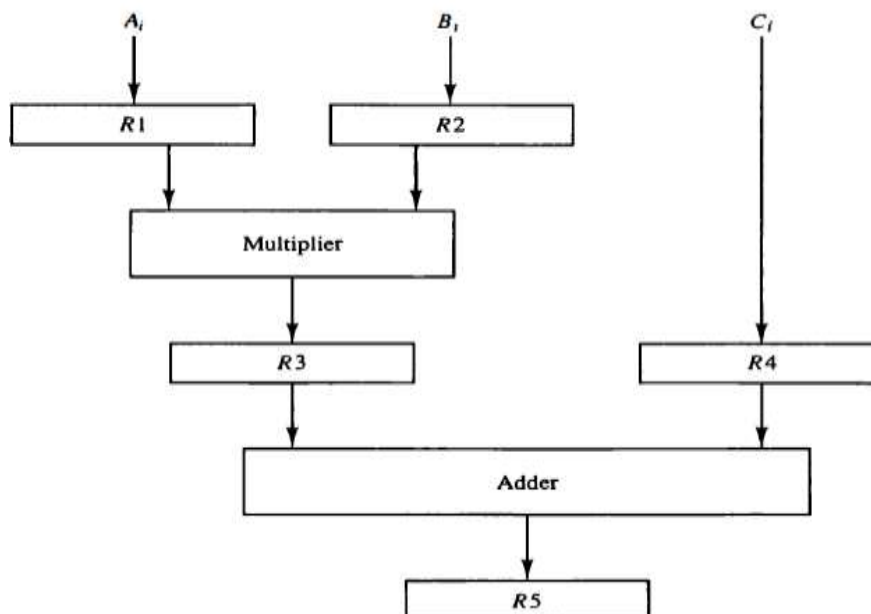 A_i B_i C_i
R1 R2
Multiplier
R3 R4
Adder
R5